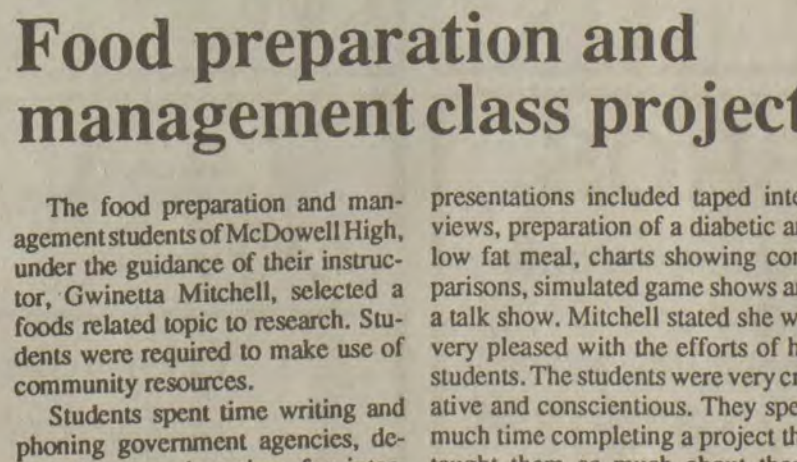 Food preparation and
management class project
The food preparation and man-
agement students of McDowell High,
under the guidance of their instruc-
tor, Gwinetta Mitchell, selected a
foods related topic to research. Stu-
dents were required to make use of
community resources.
Students spent time writing and
phoning government agencies, de-
presentations included taped inte
views, preparation of a diabetic a
low fat meal, charts showing co
parisons, simulated game shows a
a talk show. Mitchell stated she w
very pleased with the efforts of h
students. The students were very cr
ative and conscientious. They spe
much time completing a project th